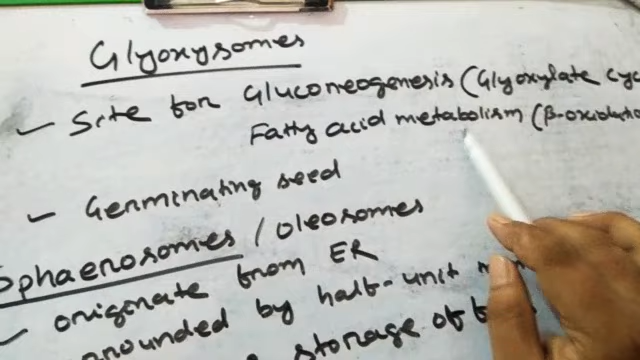 Glyoxysomes
Site for Gluconeogenesis (Glyoxylate cyc
Fatty acid metabolism (β-oxidatio
Germinating seed
Sphaerosomes / oleosomes
originate from ER
rrounded by half-unit m
storage of f